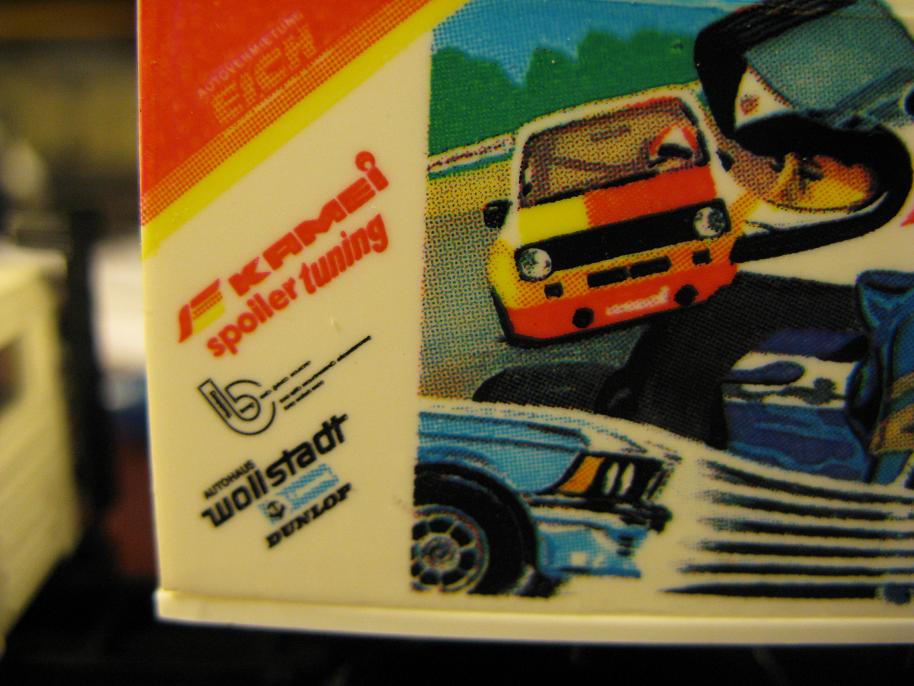 AUTOVERMIETUNG
EICH
KAMEI
spoiler tuning
AUTOHAUS
wollstadt
DUNLOP